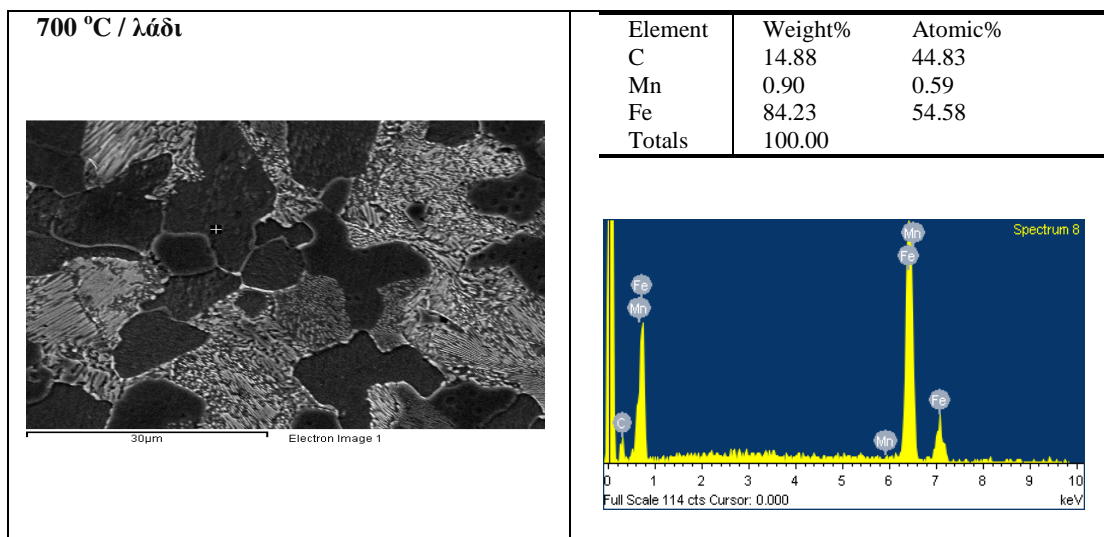 700 °C / λάδι
30μm Electron Image 1
Element Weight% Atomic%
C 14.88 44.83
Mn 0.90 0.59
Fe 84.23 54.58
Totals 100.00
Spectrum 8
Mn
Fe
Fe
Mn
Fe
C
Mn
0 1 2 3 4 5 6 7 8 9 10
Full Scale 114 cts Cursor: 0.000 keV